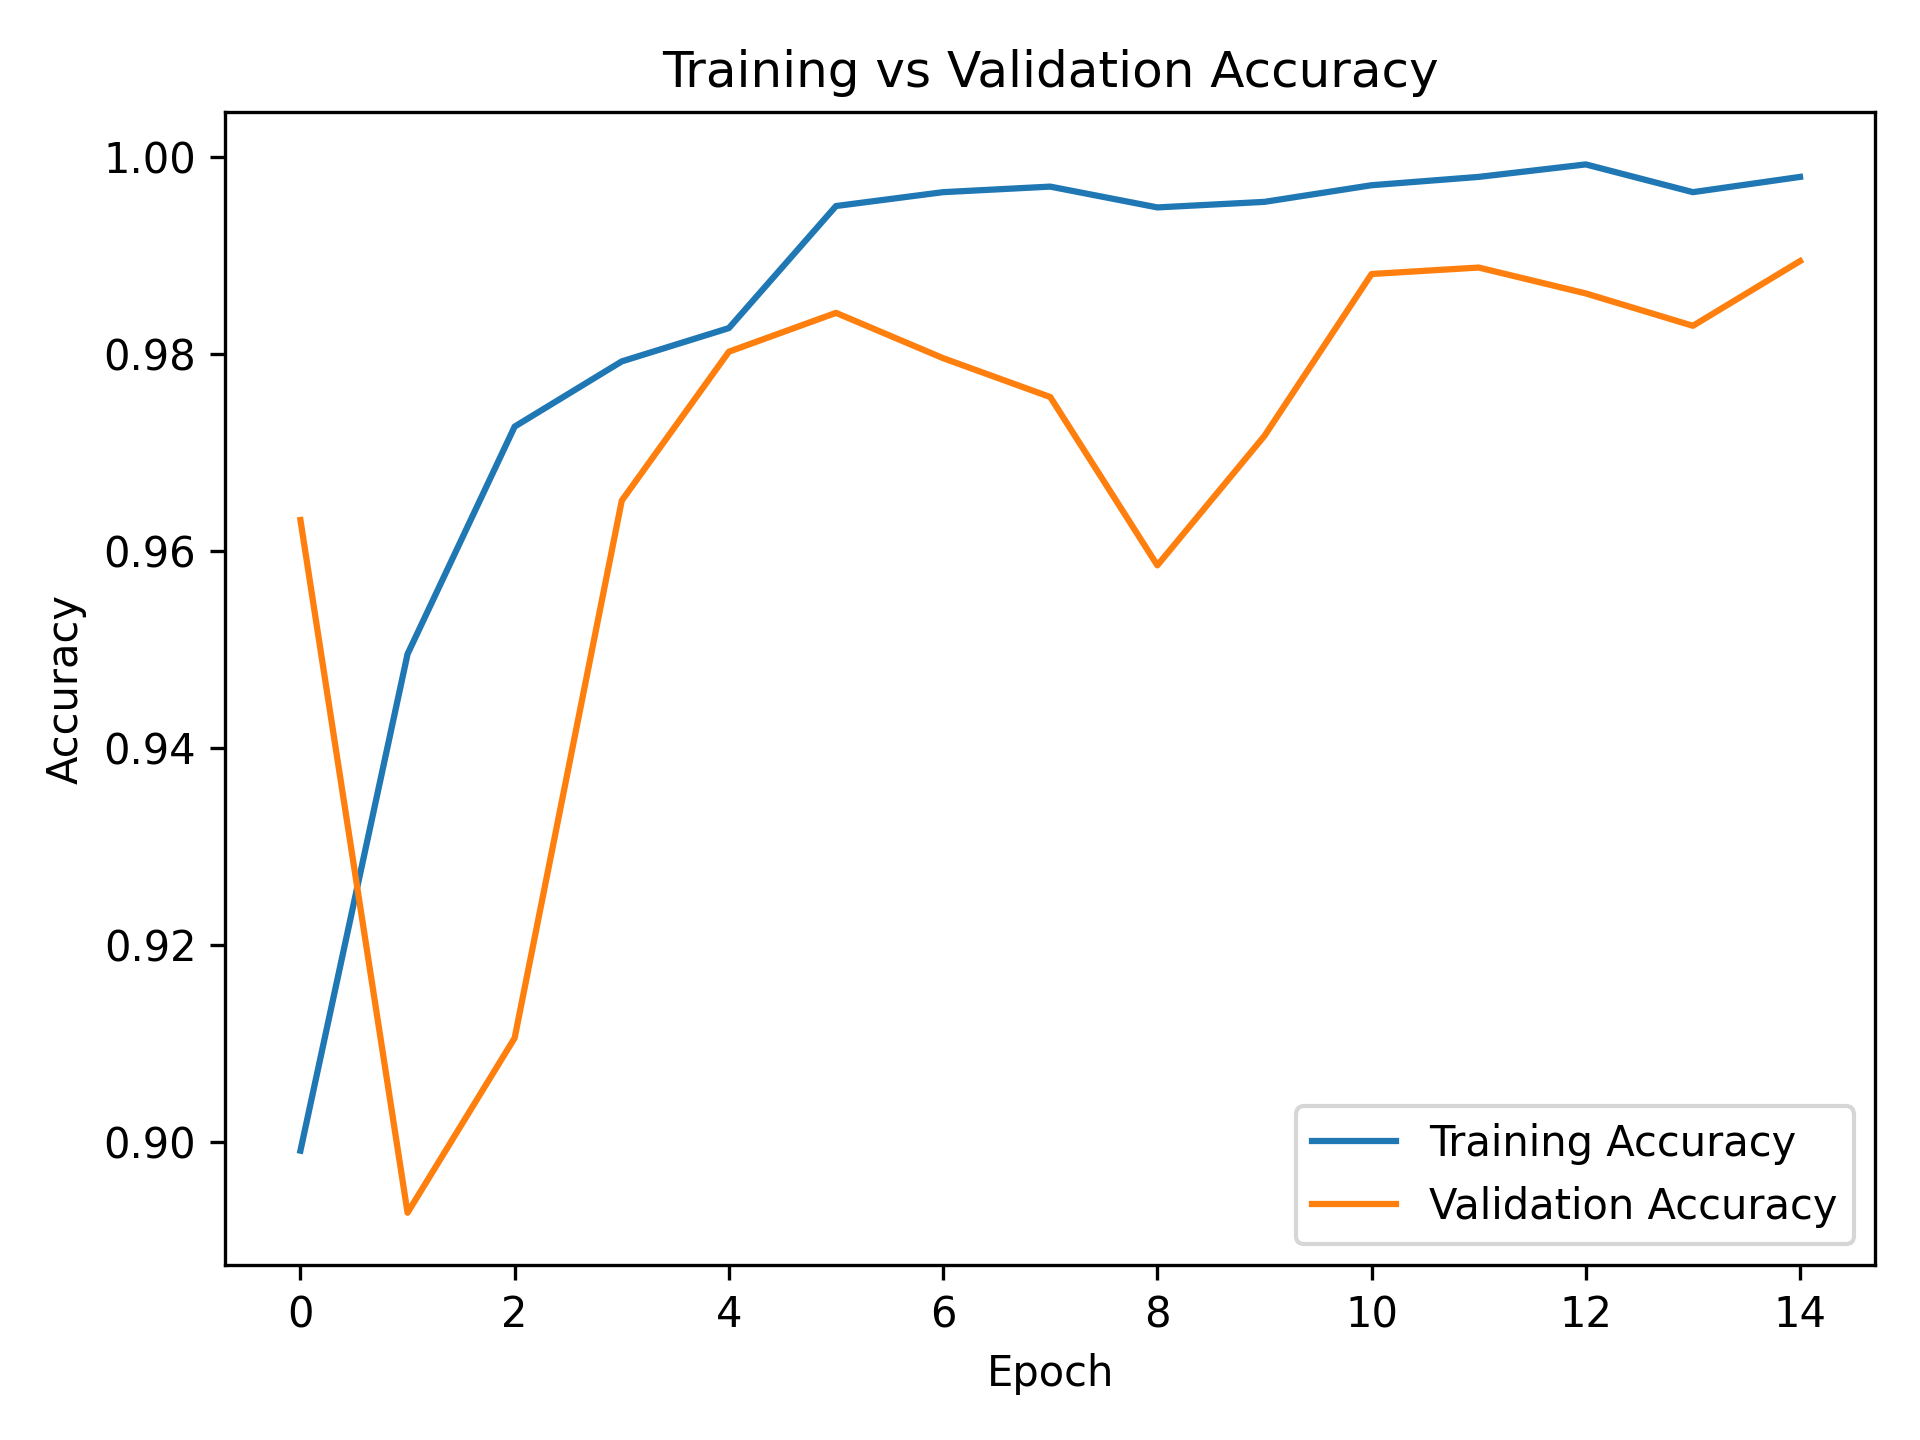 Training vs Validation Accuracy
1.00
0.98
0.96
0.94
0.92
0.90
Accuracy
0 2 4 6 8 10 12 14
Epoch
Training Accuracy
Validation Accuracy